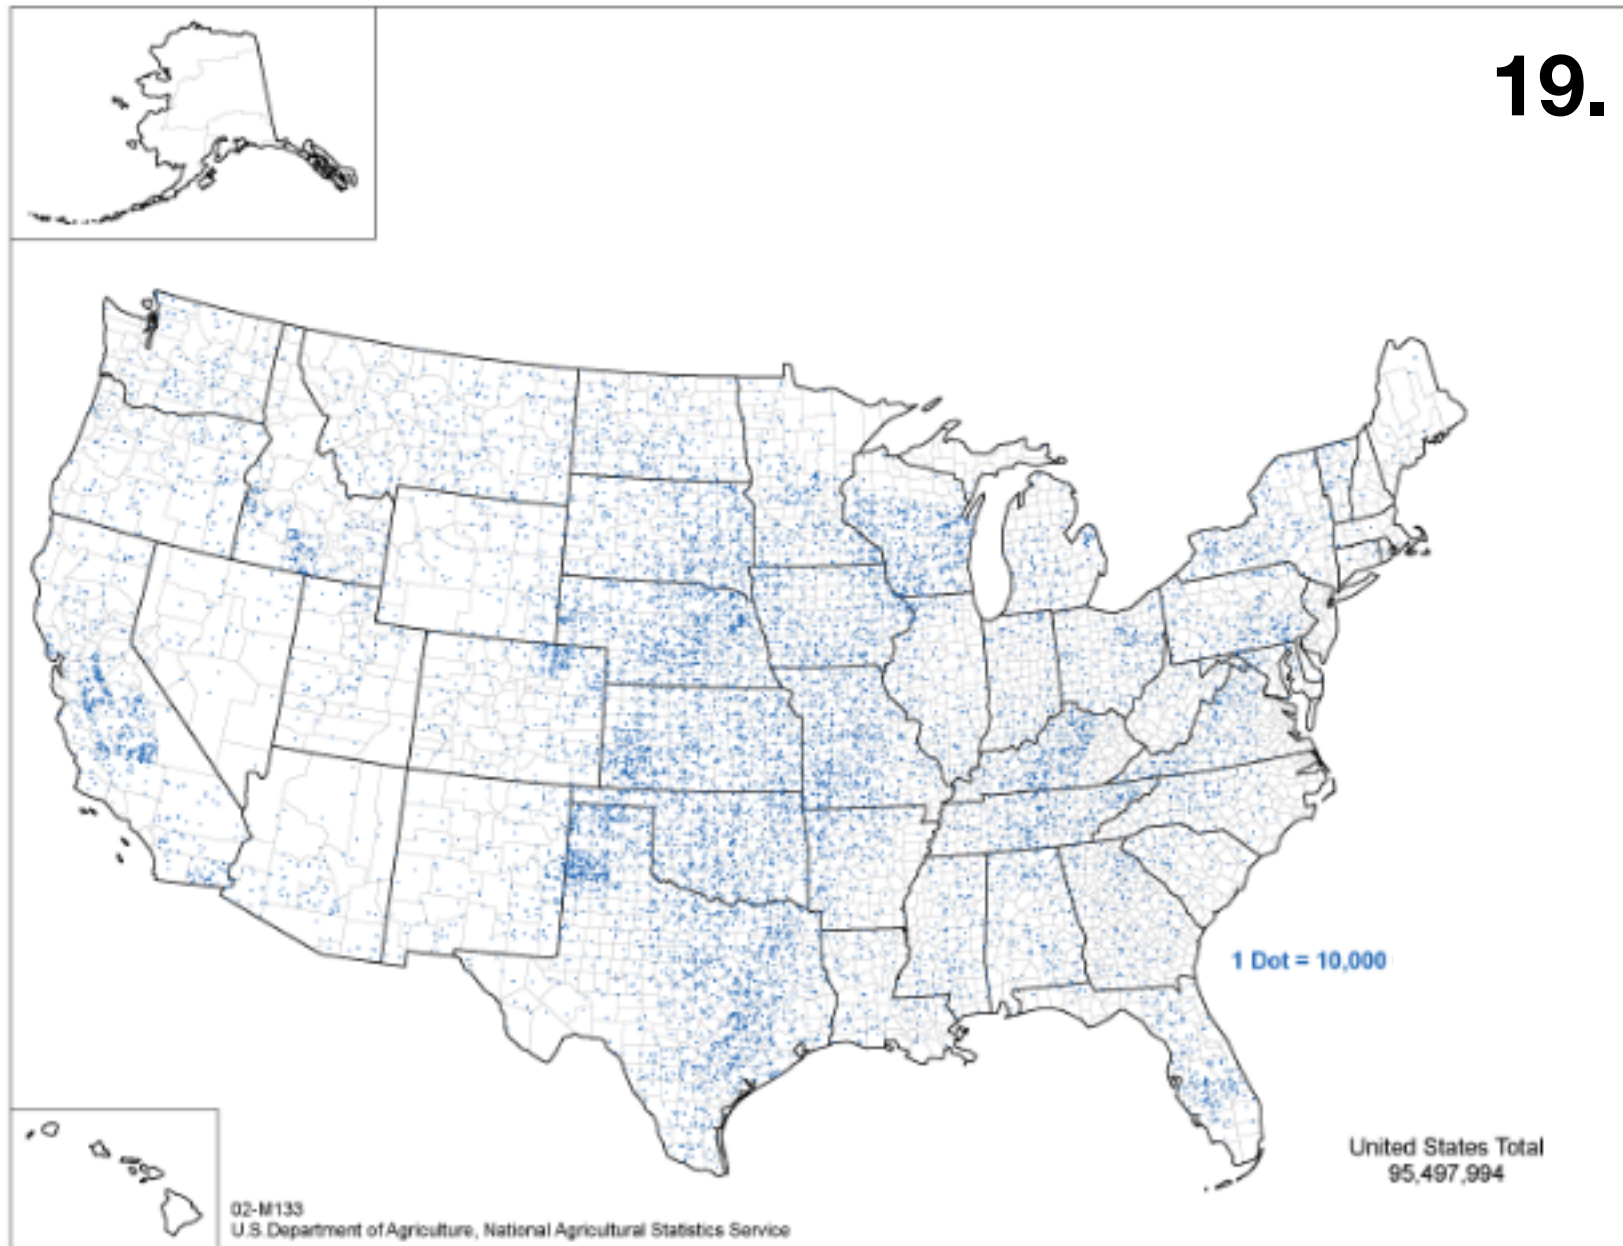 19.
1 Dot = 10,000
United States Total
95,497,994
02-M133
U.S.Department of Agriculture, National Agricultural Statistics Service